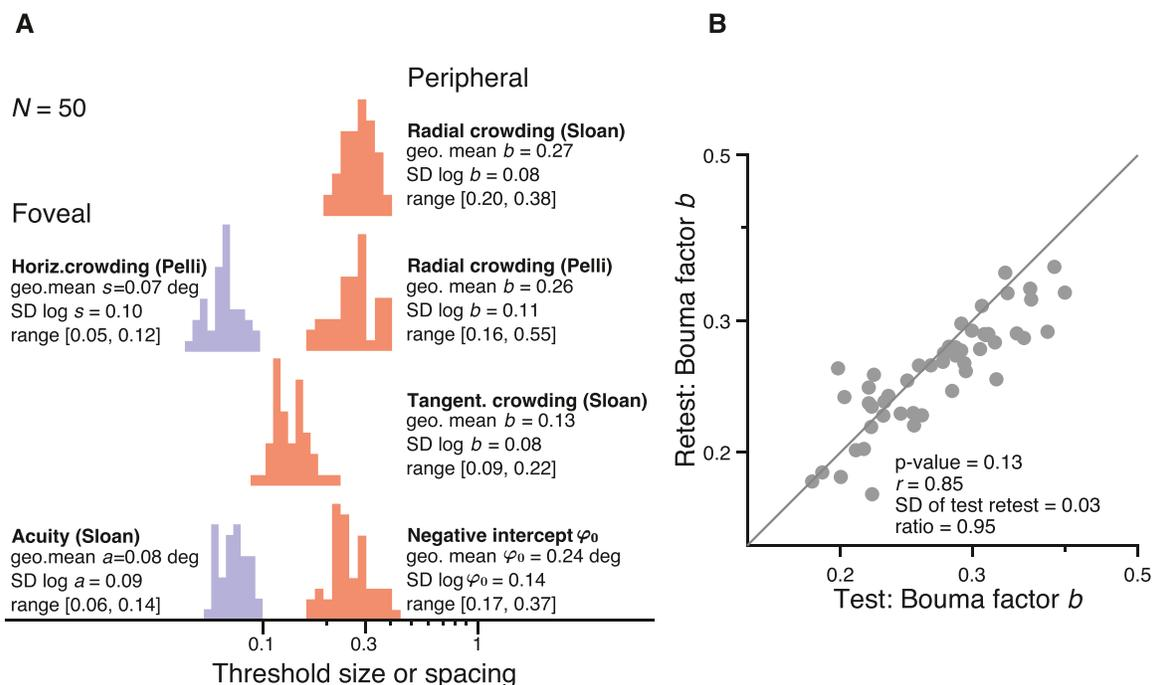 A
N = 50
Peripheral
Radial crowding (Sloan)
geo. mean b = 0.27
SD log b = 0.08
range [0.20, 0.38]
Foveal
Horiz.crowding (Pelli)
geo.mean s=0.07 deg
SD log s = 0.10
range [0.05, 0.12]
Radial crowding (Pelli)
geo. mean b = 0.26
SD log b = 0.11
range [0.16, 0.55]
Tangent. crowding (Sloan)
geo. mean b = 0.13
SD log b = 0.08
range [0.09, 0.22]
Acuity (Sloan)
geo.mean a=0.08 deg
SD log a = 0.09
range [0.06, 0.14]
Negative intercept φ₀
geo. mean φ₀ = 0.24 deg
SD log φ₀ = 0.14
range [0.17, 0.37]
0.1 0.3 1
Threshold size or spacing
B
Retest: Bouma factor b
0.5
0.3
0.2
p-value = 0.13
r = 0.85
SD of test retest = 0.03
ratio = 0.95
0.2 0.3 0.5
Test: Bouma factor b